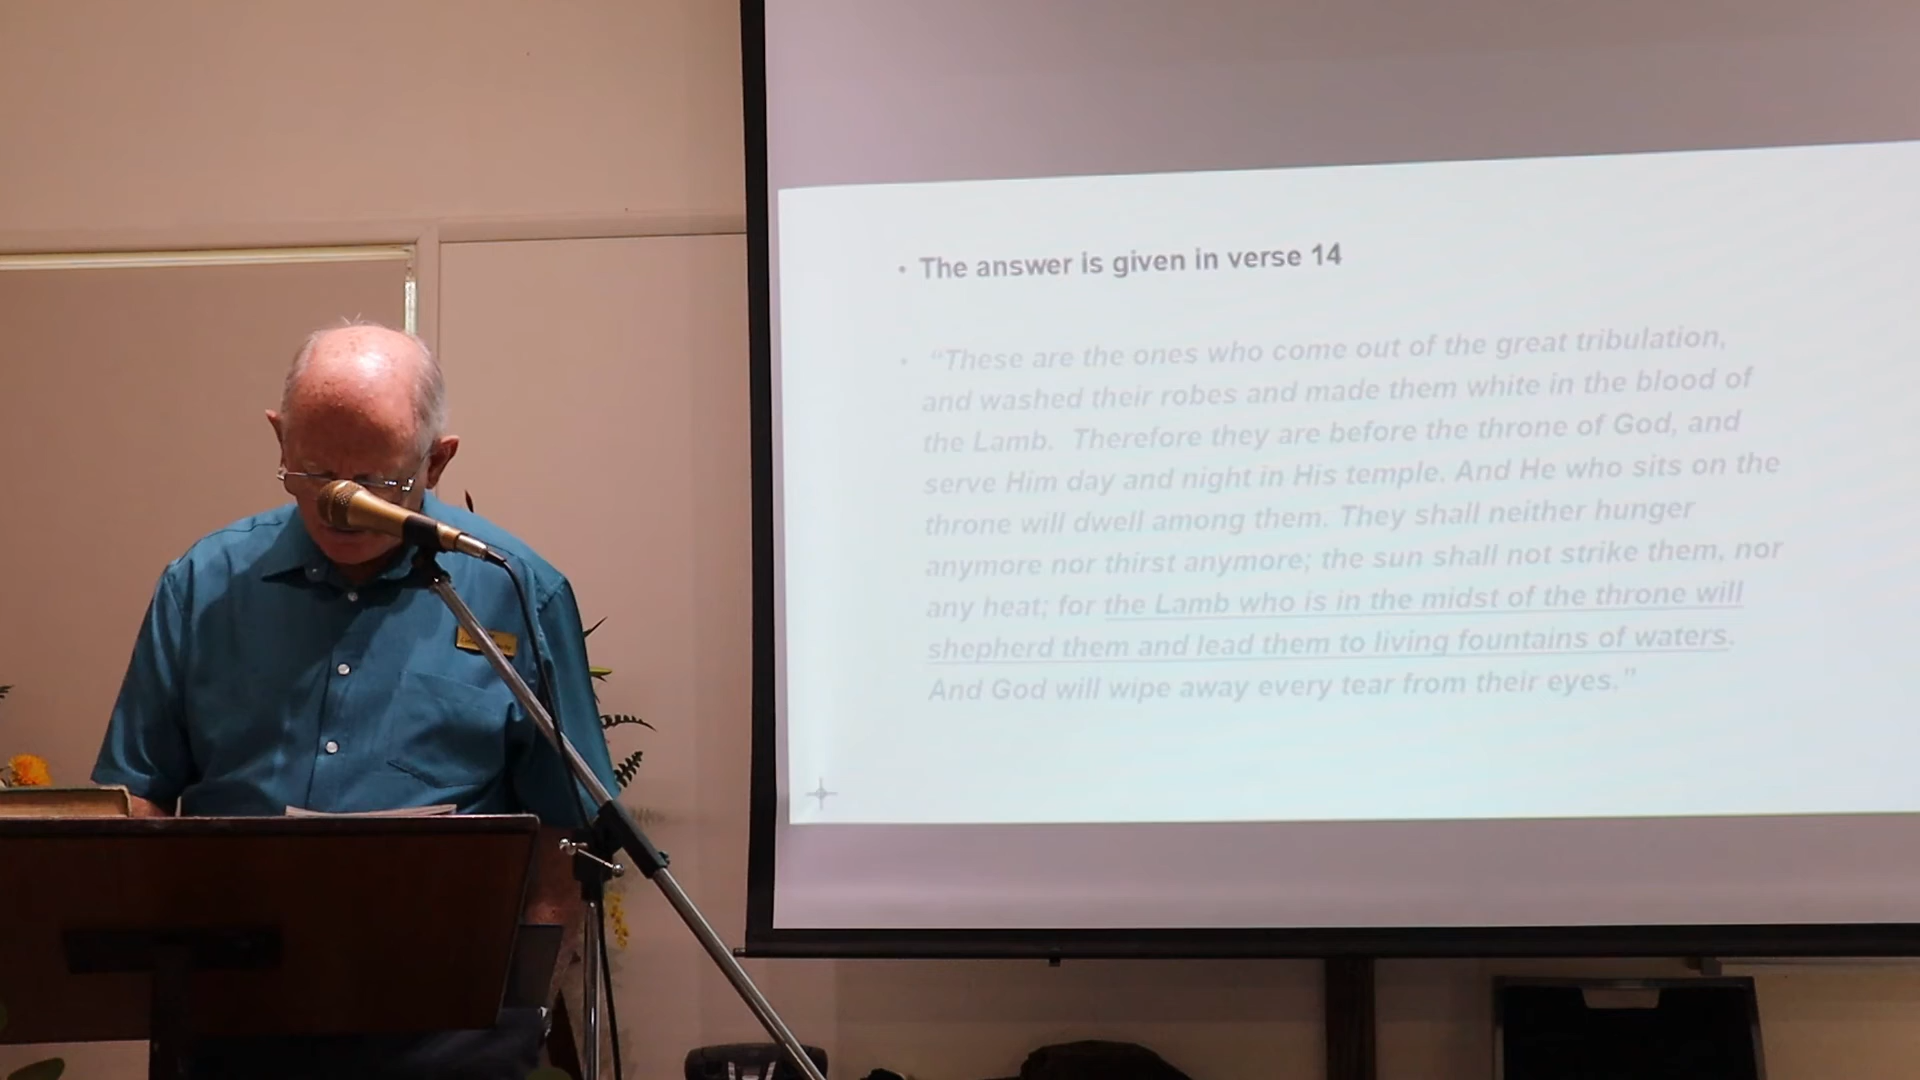 • The answer is given in verse 14
• “These are the ones who come out of the great tribulation,
and washed their robes and made them white in the blood of
the Lamb. Therefore they are before the throne of God, and
serve Him day and night in His temple. And He who sits on the
throne will dwell among them. They shall neither hunger
anymore nor thirst anymore; the sun shall not strike them, nor
any heat; for the Lamb who is in the midst of the throne will
shepherd them and lead them to living fountains of waters.
And God will wipe away every tear from their eyes.”